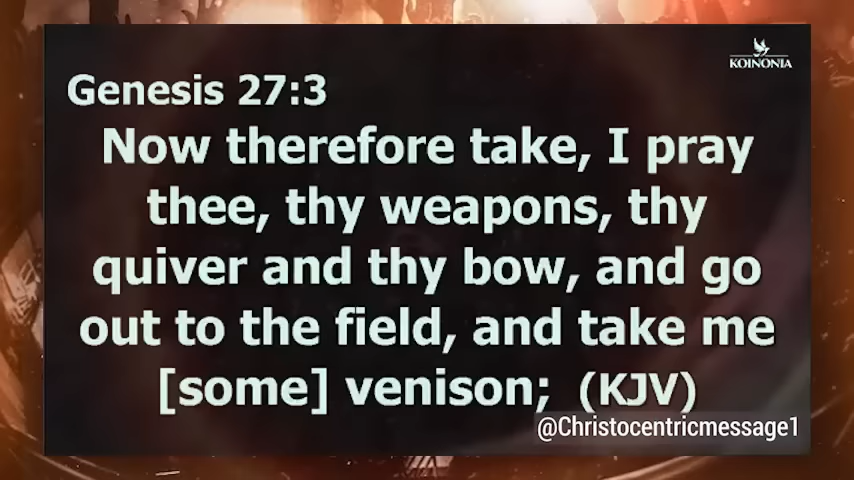 KOINONIA
Genesis 27:3
Now therefore take, I pray
thee, thy weapons, thy
quiver and thy bow, and go
out to the field, and take me
[some] venison; (KJV)
@Christocentricmessage1